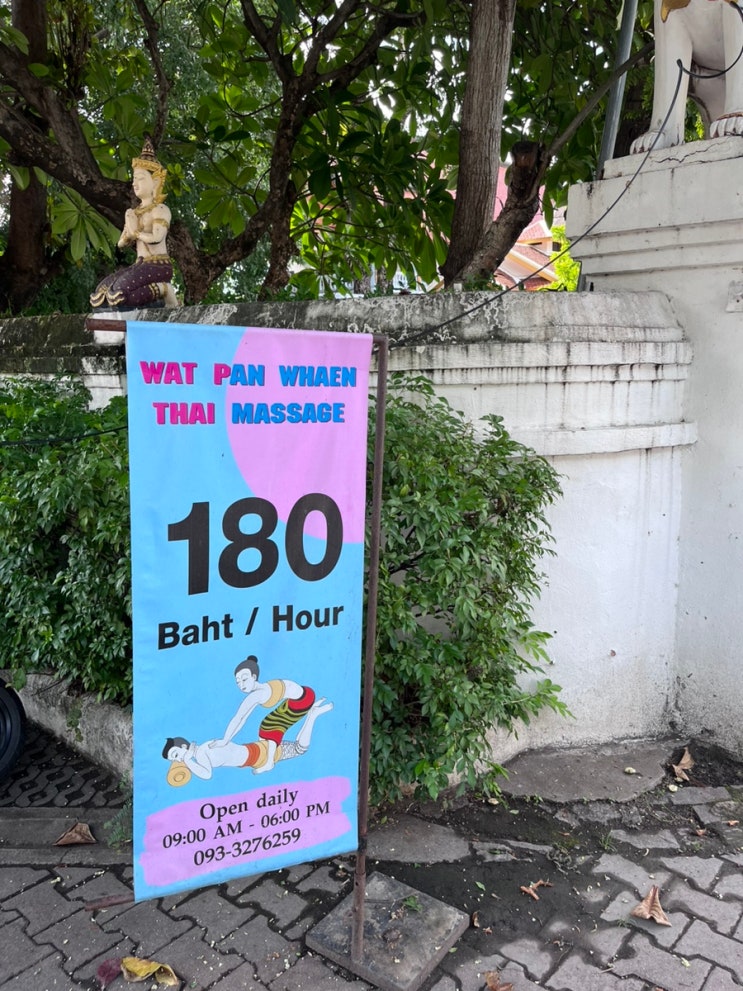 WAT PAN WHAEN
THAI MASSAGE
180
Baht / Hour
Open daily
09:00 AM - 06:00 PM
093-3276259